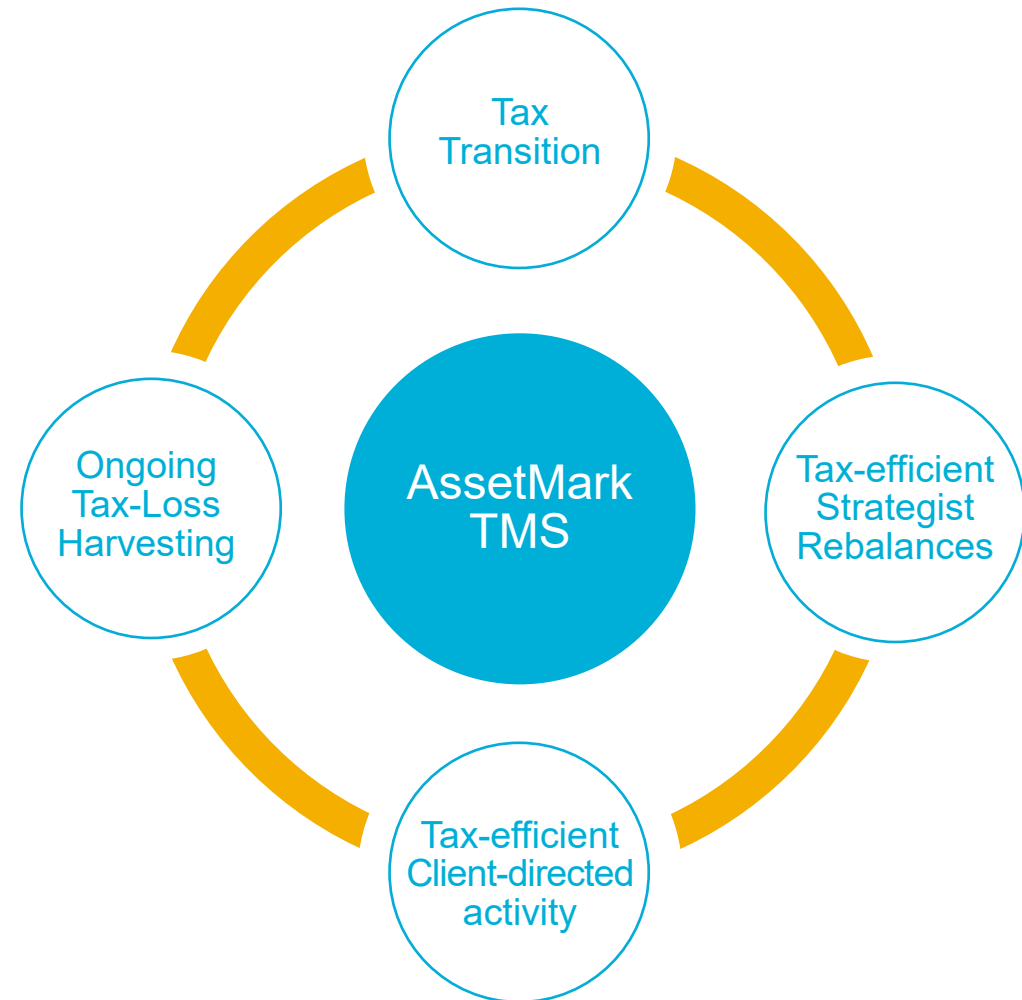 Tax
Transition
Ongoing
Tax-Loss
Harvesting
AssetMark
TMS
Tax-efficient
Strategist
Rebalances
Tax-efficient
Client-directed
activity